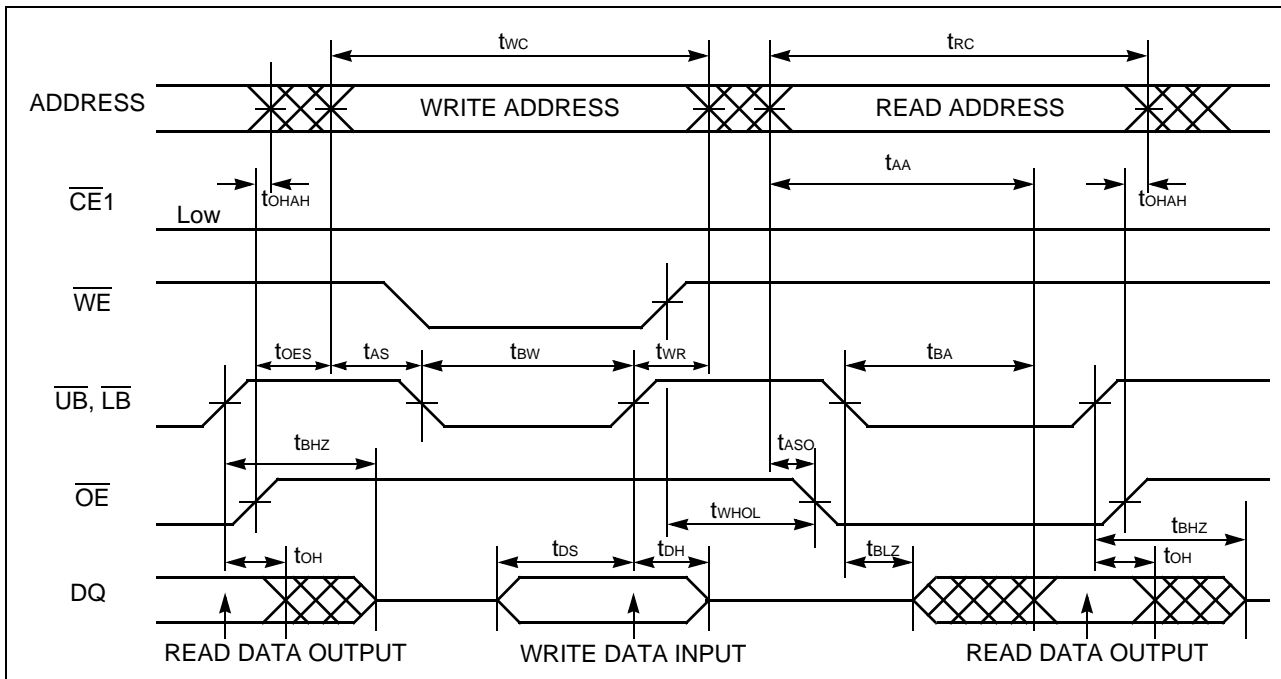 tWC tRC
ADDRESS WRITE ADDRESS READ ADDRESS
tAA
CE1 tOHAH tOHAH
Low
WE
tOES tAS tBW tWR tBA
UB, LB
tBHZ tASO
OE
tWHOL tBHZ
tOH tDS tDH tBLZ tOH
DQ
READ DATA OUTPUT WRITE DATA INPUT READ DATA OUTPUT